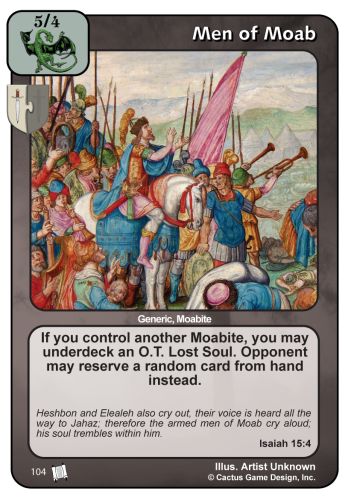 5/4
Men of Moab
Generic, Moabite
If you control another Moabite, you may
underdeck an O.T. Lost Soul. Opponent
may reserve a random card from hand
instead.
Heshbon and Elealeh also cry out, their voice is heard all the
way to Jahaz; therefore the armed men of Moab cry aloud;
his soul trembles within him.
Isaiah 15:4
104
Illus. Artist Unknown
© Cactus Game Design, Inc.